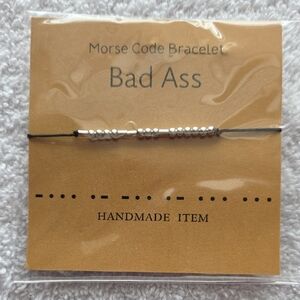 Morse Code Bracelet
Bad Ass
HANDMADE ITEM